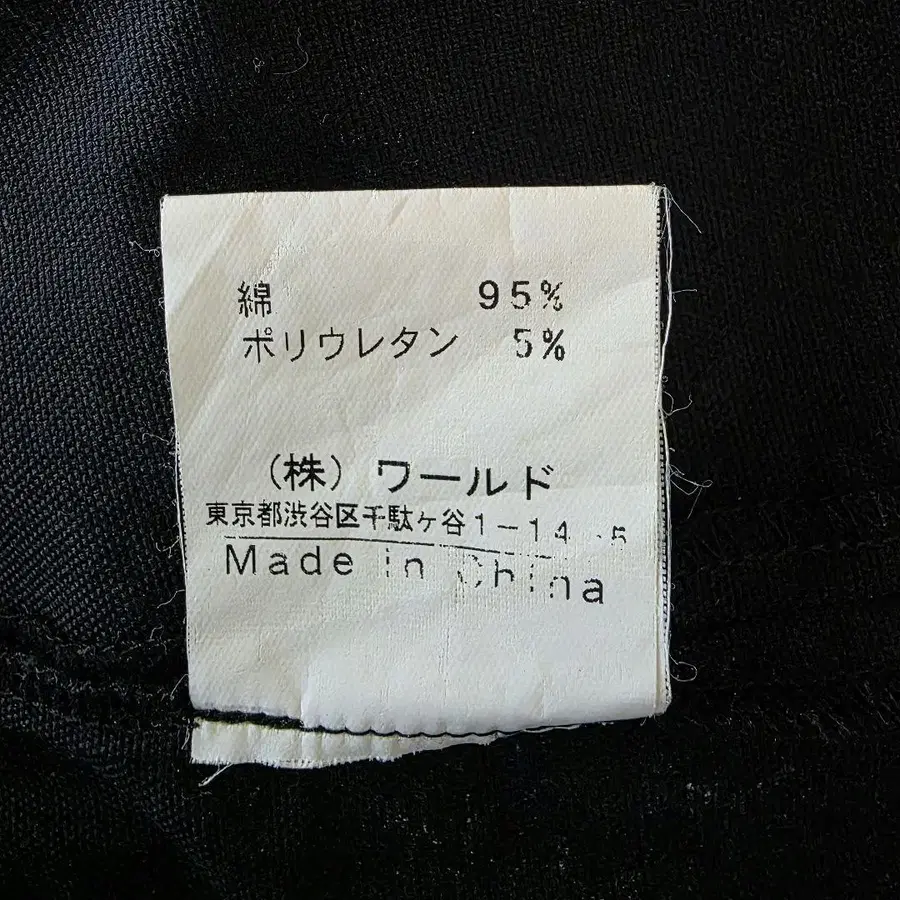 綿 95%
ポリウレタン 5%
（株）ワールド
東京都渋谷区千駄ヶ谷1-14-5
Made in China